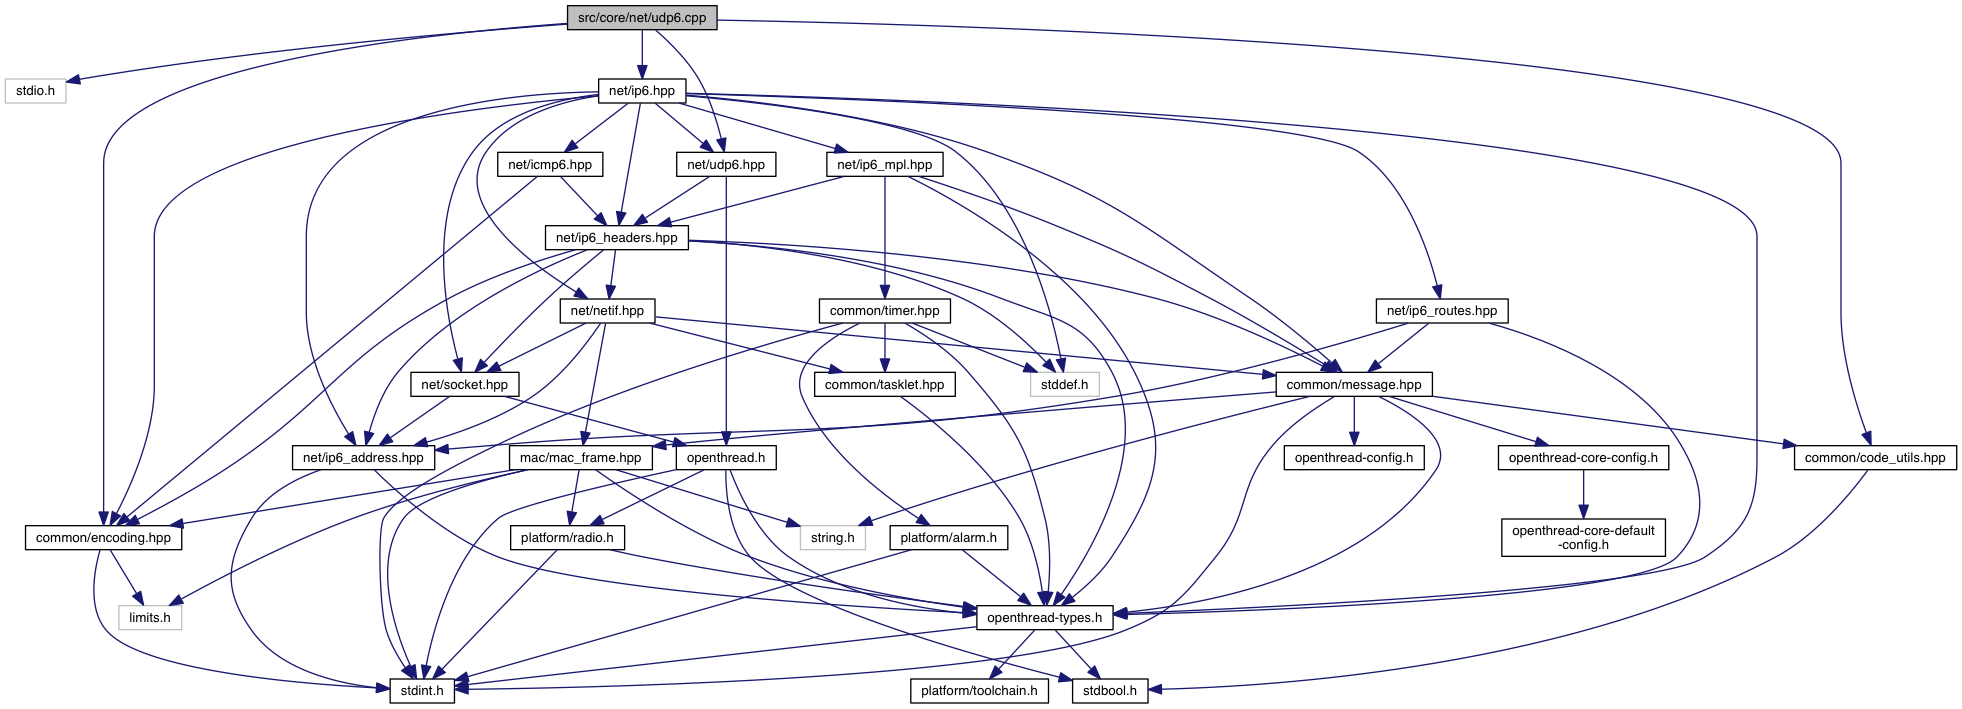 src/core/net/udp6.cpp
stdio.h
net/ip6.hpp
net/icmp6.hpp
net/udp6.hpp
net/ip6_mpl.hpp
net/ip6_headers.hpp
net/netif.hpp
common/timer.hpp
net/ip6_routes.hpp
net/socket.hpp
common/tasklet.hpp
stddef.h
common/message.hpp
net/ip6_address.hpp
mac/mac_frame.hpp
openthread.h
openthread-config.h
openthread-core-config.h
common/code_utils.hpp
common/encoding.hpp
platform/radio.h
string.h
platform/alarm.h
openthread-core-default
-config.h
limits.h
openthread-types.h
stdint.h
platform/toolchain.h
stdbool.h